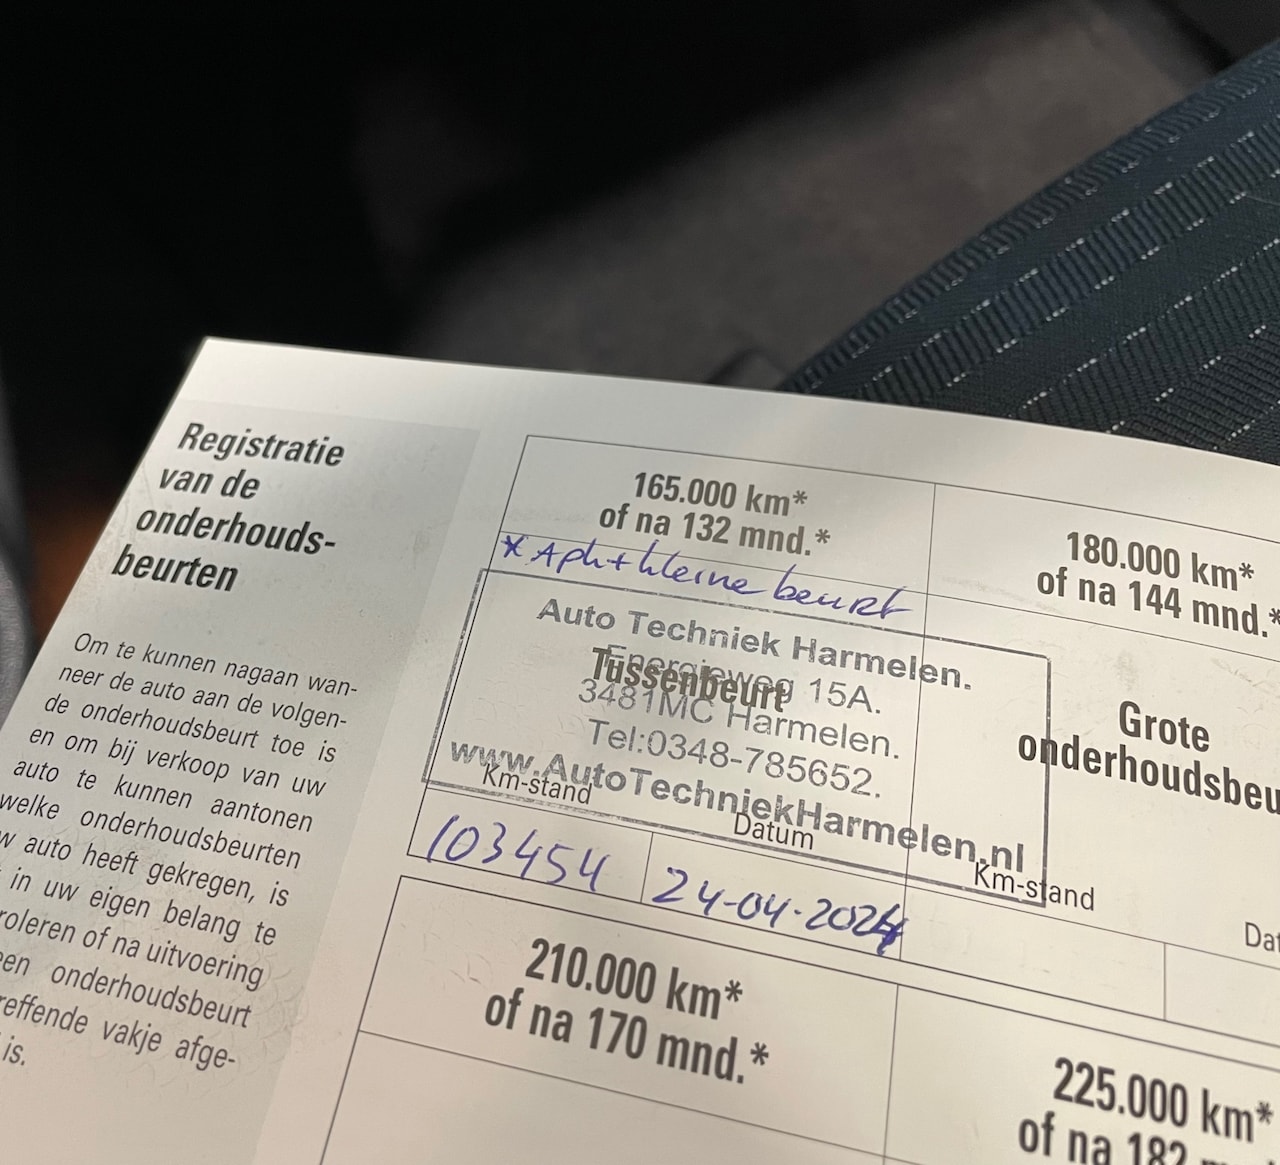 Registratie
van de
onderhouds-
beurten
Om te kunnen nagaan wan-
neer de auto aan de volgen-
de onderhoudsbeurt toe is
en om bij verkoop van uw
auto te kunnen aantonen
welke onderhoudsbeurten
w auto heeft gekregen, is
in uw eigen belang te
roleren of na uitvoering
en onderhoudsbeurt
reffende vakje afge-
is.
165.000 km*
of na 132 mnd.*
* Aph + kleine beurt
Auto Techniek Harmelen.
Energieweg 15A.
Tussenbeurt
3481MC Harmelen.
Tel:0348-785652.
www.AutoTechniekHarmelen.nl
Km-stand
Datum
103454
24-04-2024
180.000 km*
of na 144 mnd.*
Grote
onderhoudsbeu
Km-stand
Dat
210.000 km*
of na 170 mnd.*
225.000 km*
of na 182